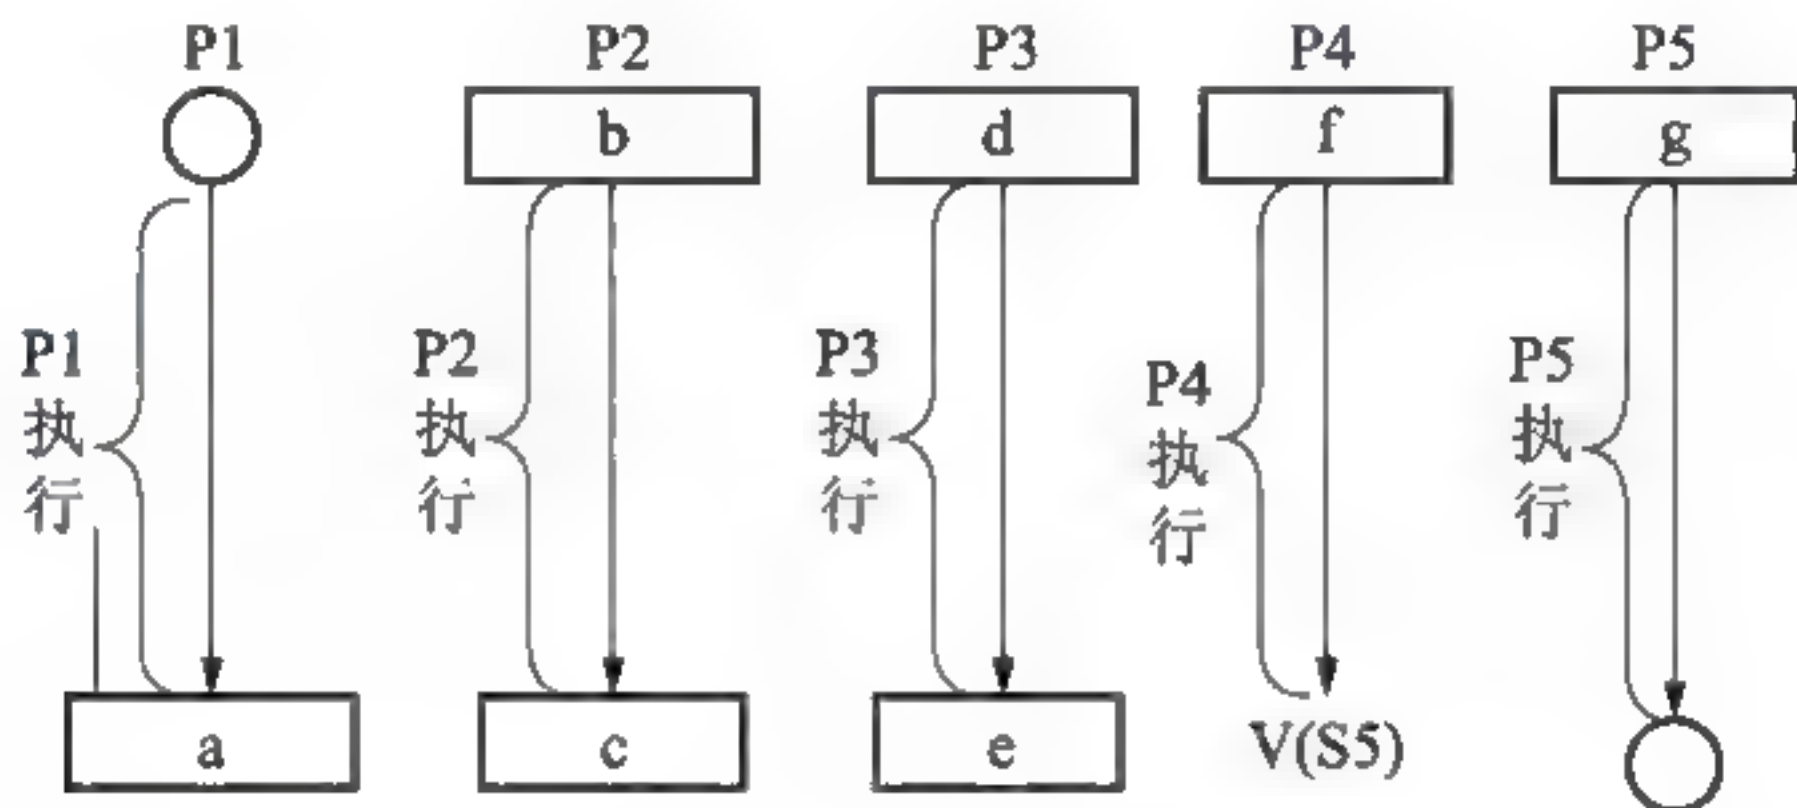 P1 P2 P3 P4 P5
b d f g
P1 执行
P2 执行
P3 执行
P4 执行
P5 执行
a c e V(S5)